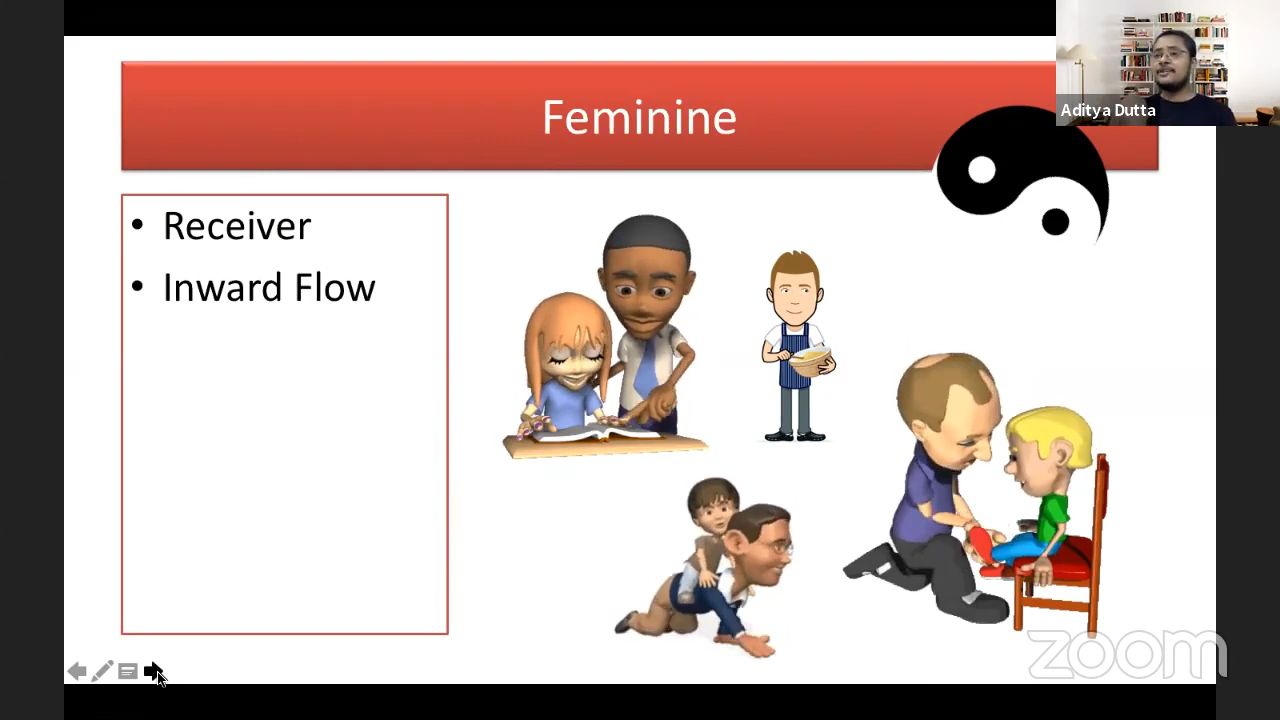 Feminine
Aditya Dutta
• Receiver
• Inward Flow
zoom